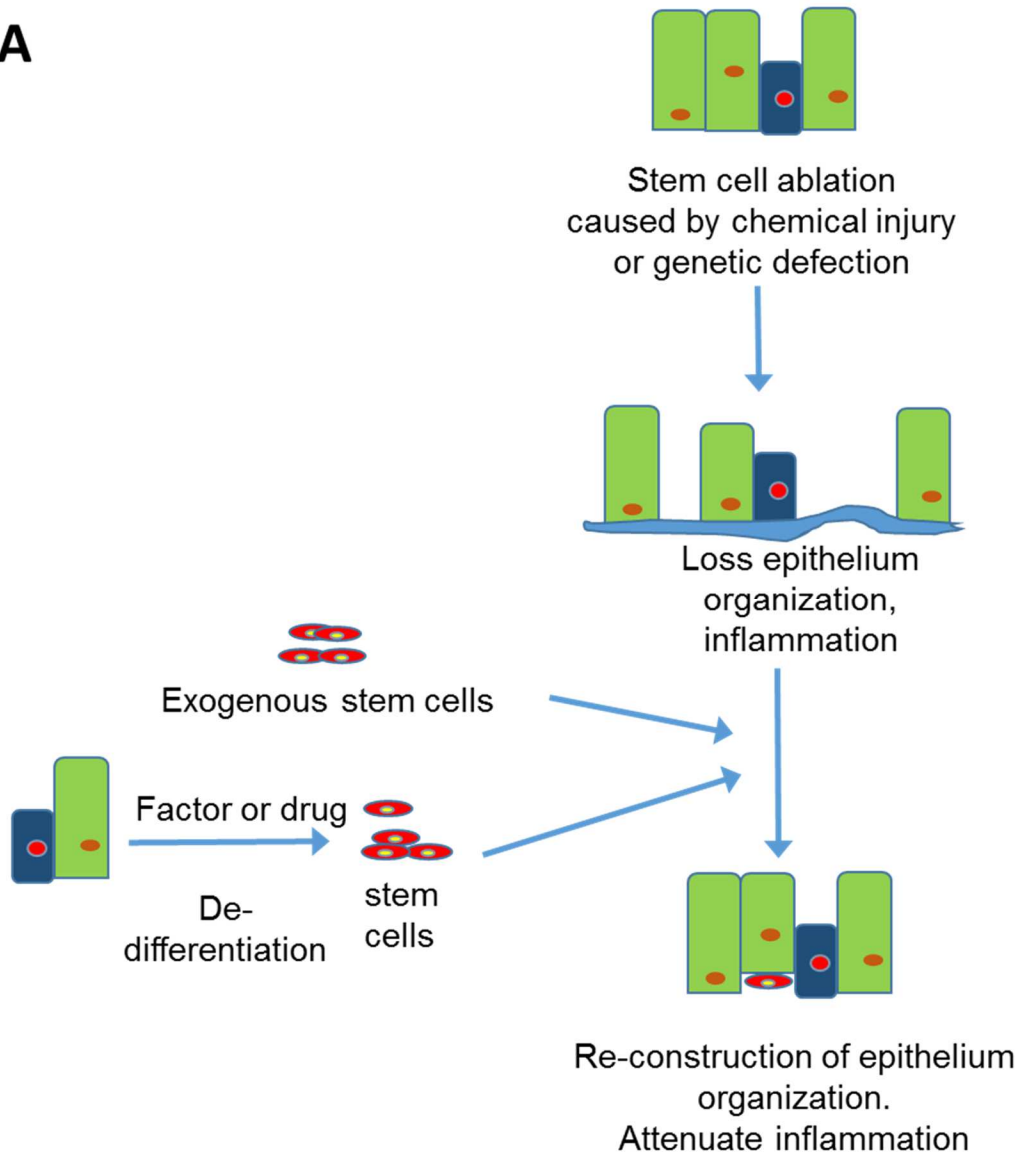 A
Stem cell ablation
caused by chemical injury
or genetic defection
Loss epithelium
organization,
inflammation
Exogenous stem cells
Factor or drug
De-
differentiation
stem
cells
Re-construction of epithelium
organization.
Attenuate inflammation